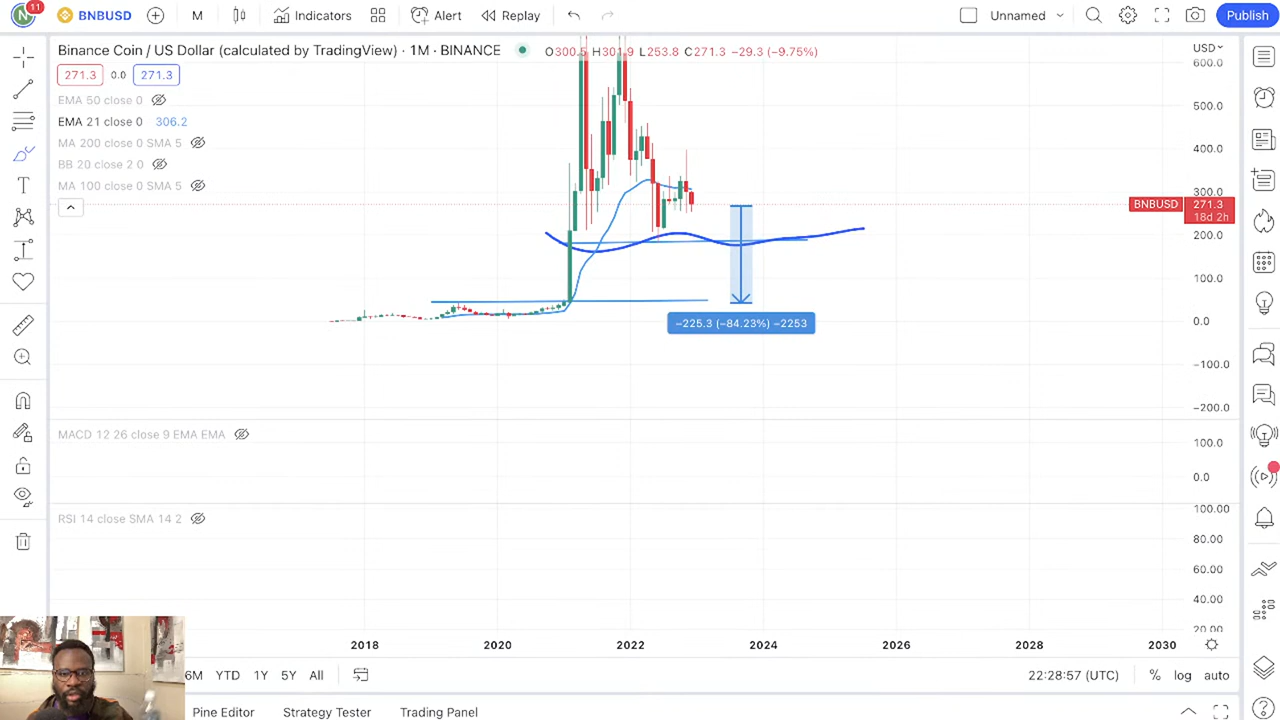 N 11 BNBUSD M Indicators Alert Replay Unnamed Publish
Binance Coin / US Dollar (calculated by TradingView) · 1M · BINANCE O300.5 H301.9 L253.8 C271.3 −29.3 (−9.75%) USD
271.3 0.0 271.3
EMA 50 close 0
EMA 21 close 0 306.2
MA 200 close 0 SMA 5
BB 20 close 2 0
MA 100 close 0 SMA 5
600.0
500.0
400.0
300.0
BNBUSD 271.3
18d 2h
200.0
100.0
0.0
−100.0
−200.0
−225.3 (−84.23%) −2253
MACD 12 26 close 9 EMA EMA
100.0
0.0
RSI 14 close SMA 14 2
100.00
80.00
60.00
40.00
20.00
2018 2020 2022 2024 2026 2028 2030
6M YTD 1Y 5Y All 22:28:57 (UTC) % log auto
Pine Editor Strategy Tester Trading Panel